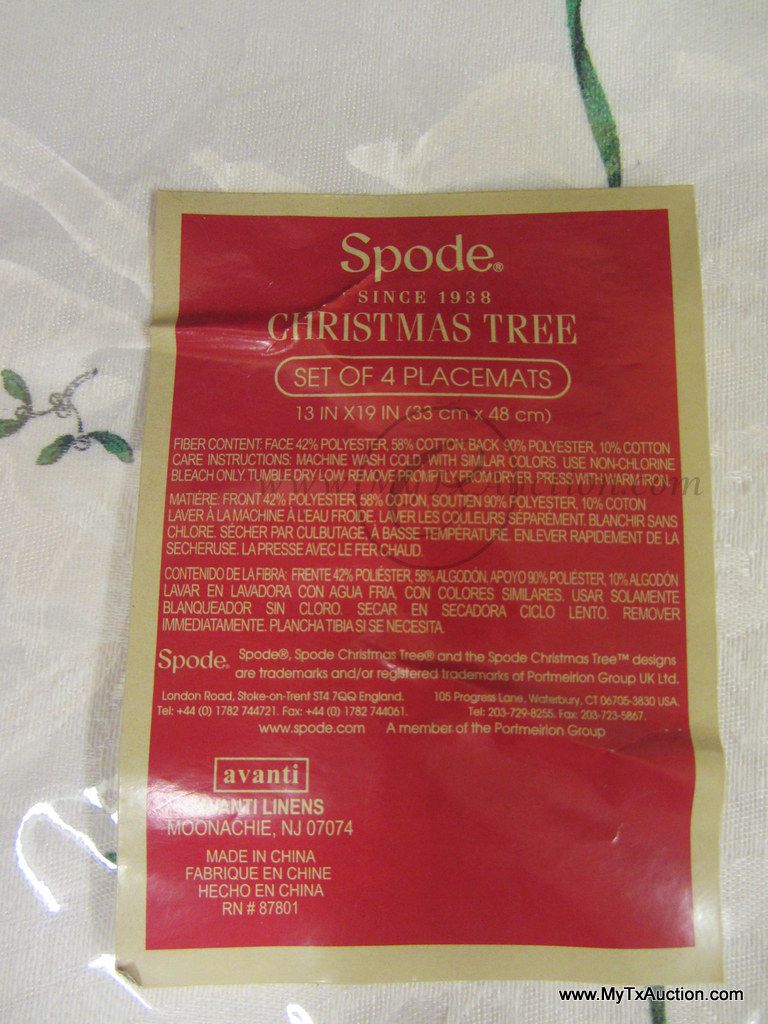 Spode®
SINCE 1938
CHRISTMAS TREE
SET OF 4 PLACEMATS
13 IN X19 IN (33 cm x 48 cm)
FIBER CONTENT: FACE 42% POLYESTER, 58% COTTON, BACK 90% POLYESTER, 10% COTTON
CARE INSTRUCTIONS: MACHINE WASH COLD, WITH SIMILAR COLORS. USE NON-CHLORINE
BLEACH ONLY. TUMBLE DRY LOW. REMOVE PROMPTLY FROM DRYER. PRESS WITH WARM IRON.
MATIÉRE: FRONT 42% POLYESTER, 58% COTON, SOUTIEN 90% POLYESTER, 10% COTON
LAVER À LA MACHINE À L'EAU FROIDE, LAVER LES COULEURS SÉPARÉMENT. BLANCHIR SANS
CHLORE. SÉCHER PAR CULBUTAGE, À BASSE TEMPÉRATURE. ENLEVER RAPIDEMENT DE LA
SECHERUSE. LA PRESSE AVEC LE FER CHAUD.
CONTENIDO DE LA FIBRA: FRENTE 42% POLIÉSTER, 58% ALGODÓN, APOYO 90% POLIÉSTER, 10% ALGODÓN
LAVAR EN LAVADORA CON AGUA FRIA, CON COLORES SIMILARES. USAR SOLAMENTE
BLANQUEADOR SIN CLORO. SECAR EN SECADORA CICLO LENTO. REMOVER
IMMEDIATAMENTE. PLANCHA TIBIA SI SE NECESITA.
Spode® Spode®, Spode Christmas Tree® and the Spode Christmas Tree™ designs
are trademarks and/or registered trademarks of Portmeirion Group UK Ltd.
London Road, Stoke-on-Trent ST4 7QQ England. 105 Progress Lane, Waterbury, CT 06705-3830 USA.
Tel: +44 (0) 1782 744721. Fax: +44 (0) 1782 744061. Tel: 203-729-8255. Fax: 203-723-5867.
www.spode.com A member of the Portmeirion Group
avanti
AVANTI LINENS
MOONACHIE, NJ 07074
MADE IN CHINA
FABRIQUE EN CHINE
HECHO EN CHINA
RN # 87801
www.MyTxAuction.com